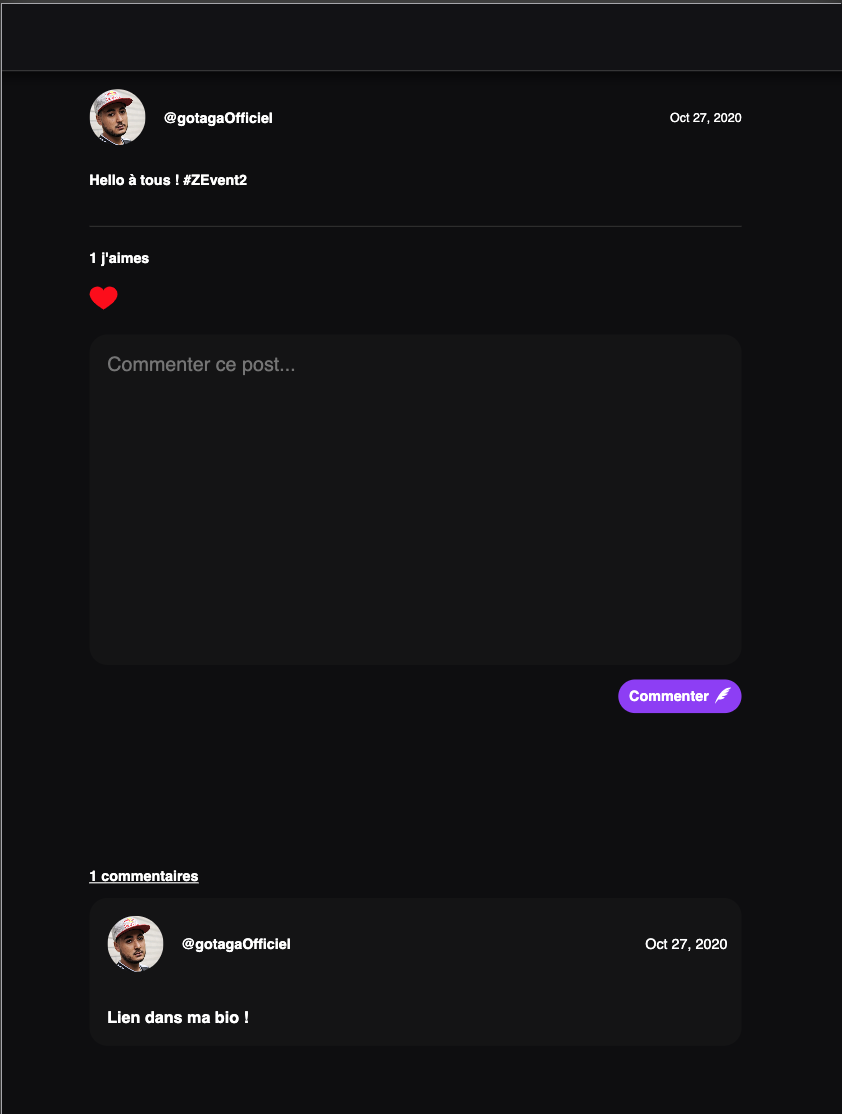 @gotagaOfficiel
Oct 27, 2020
Hello à tous ! #ZEvent2
1 j'aimes
Commenter ce post...
Commenter
1 commentaires
@gotagaOfficiel
Oct 27, 2020
Lien dans ma bio !